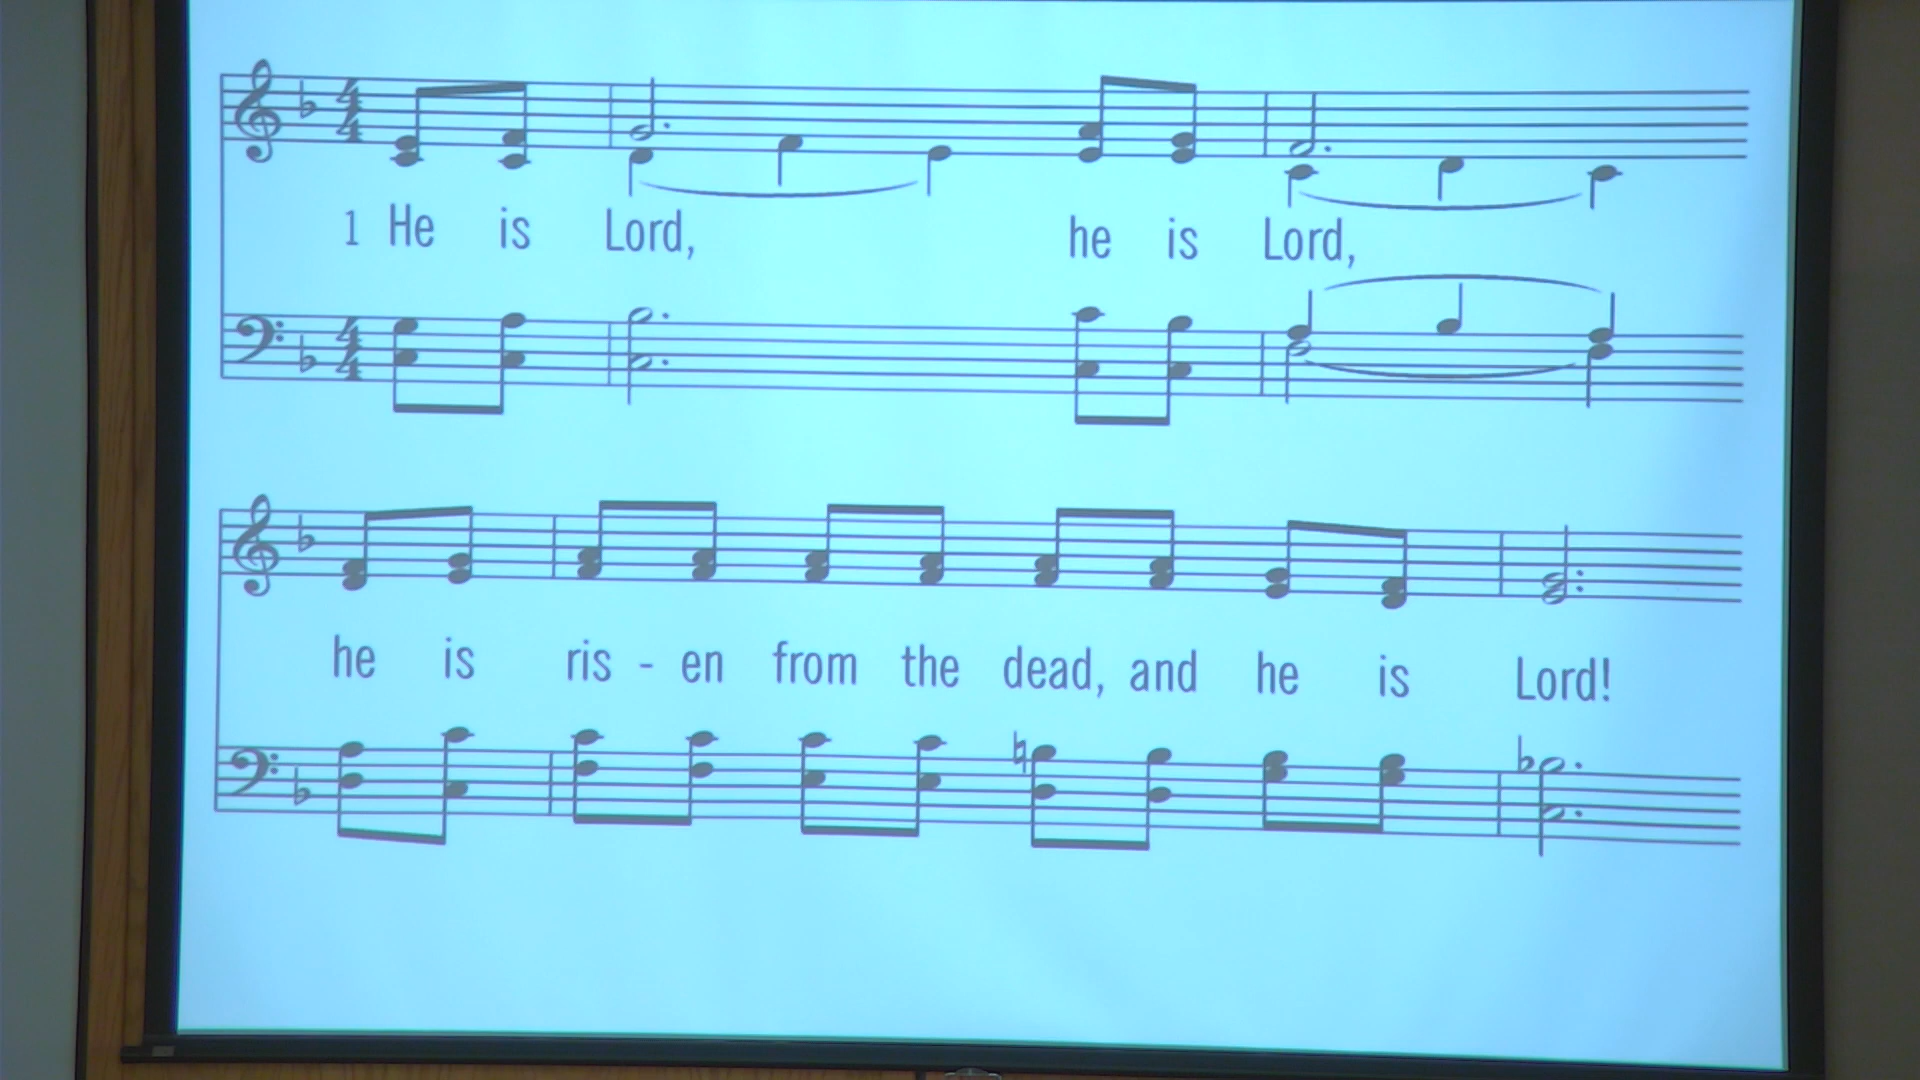 1 He is Lord, he is Lord,
he is ris - en from the dead, and he is Lord!